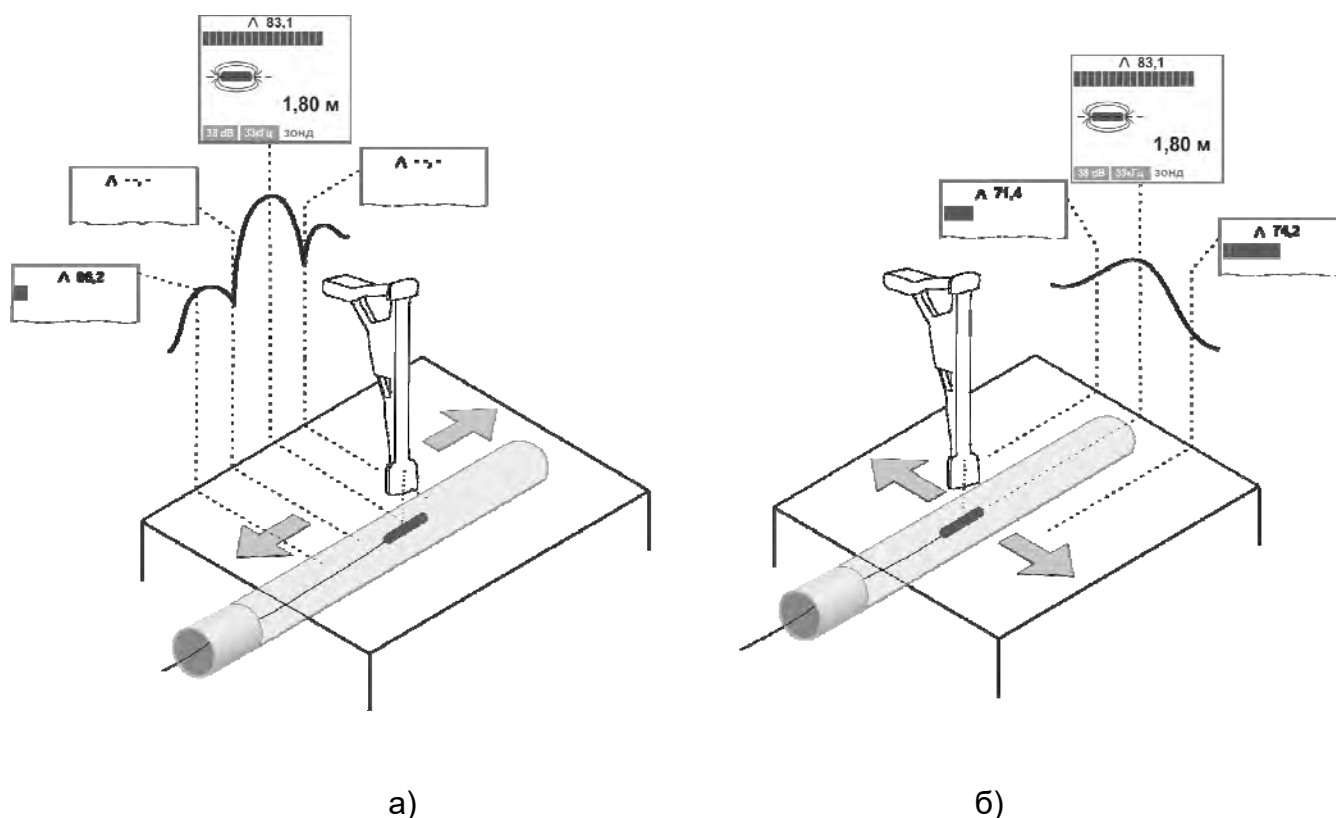 Λ 83,1
1,80 м
38 dB 33кГц зонд
Λ --,-
Λ --,-
Λ 66,2
Λ 83,1
1,80 м
38 dB 33кГц зонд
Λ 71,4
Λ 74,2
а)
б)